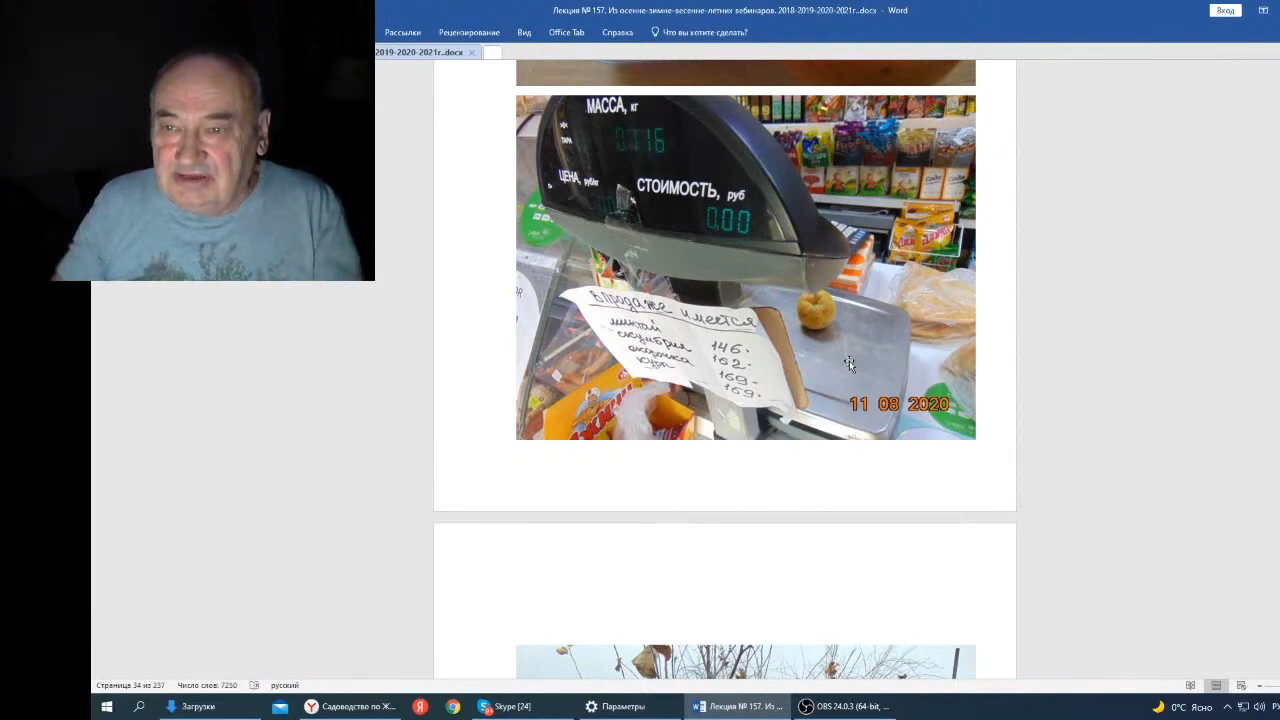 Лекция № 157. Из осенне-зимне-весенне-летних вебинаров. 2018-2019-2020-2021г..docx - Word
Вход
Рассылки Рецензирование Вид Office Tab Справка Что вы хотите сделать?
2019-2020-2021г..docx
МАССА, кг
0.116
ТАРА
ЦЕНА, руб/кг
СТОИМОСТЬ, руб
0.00
В продаже имеется
минтай 146.
скумбрия 162.
окорочка 169-
куры 169.
11 08 2020
Страница 34 из 237 Число слов: 7250 русский
Загрузки
Садоводство по Ж...
Skype [24]
Параметры
Лекция № 157. Из ...
OBS 24.0.3 (64-bit, ...
0°C Ясно